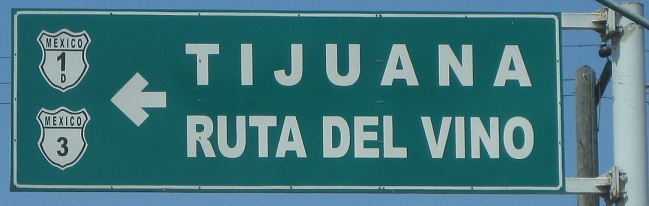 MEXICO
1
D
TIJUANA
MEXICO
3
RUTA DEL VINO